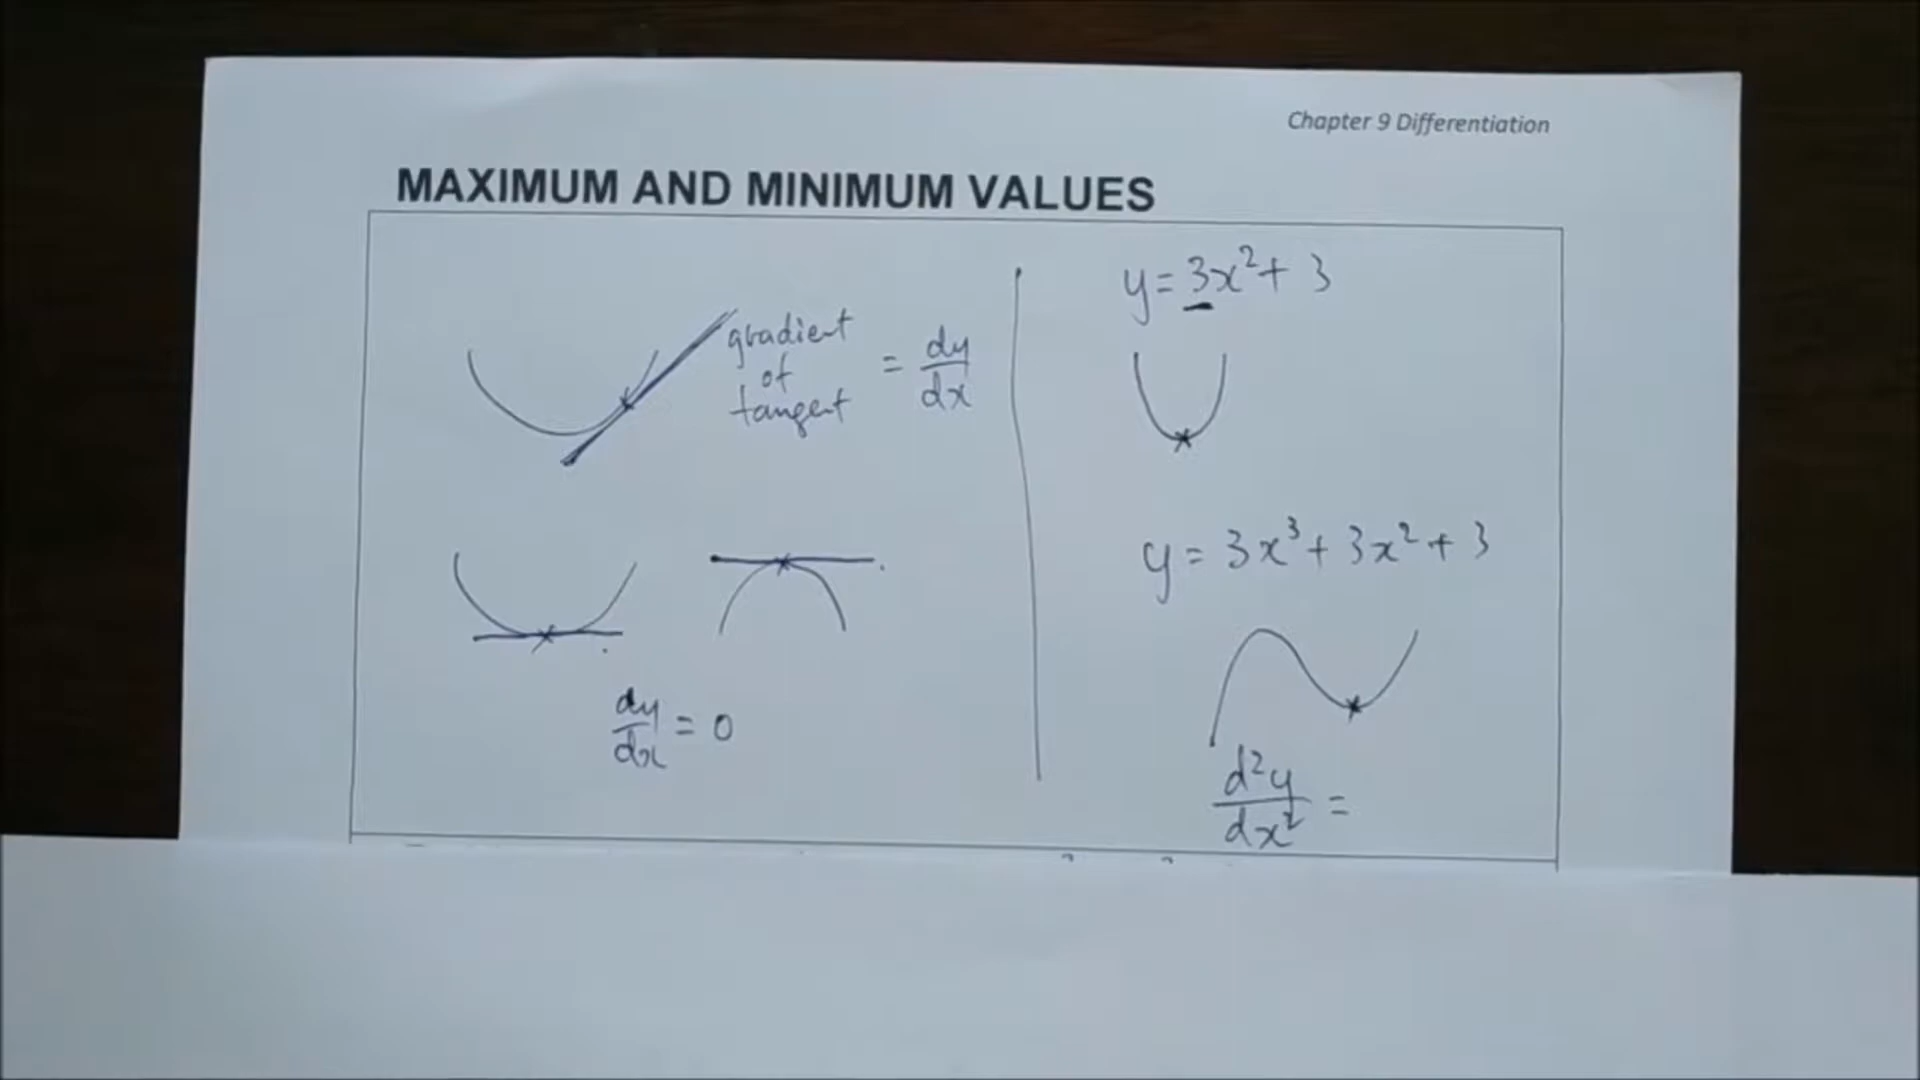 Chapter 9 Differentiation
MAXIMUM AND MINIMUM VALUES
gradient
of
tangent
= dy/dx
dy/dx = 0
y = 3x² + 3
y = 3x³ + 3x² + 3
d²y/dx² =